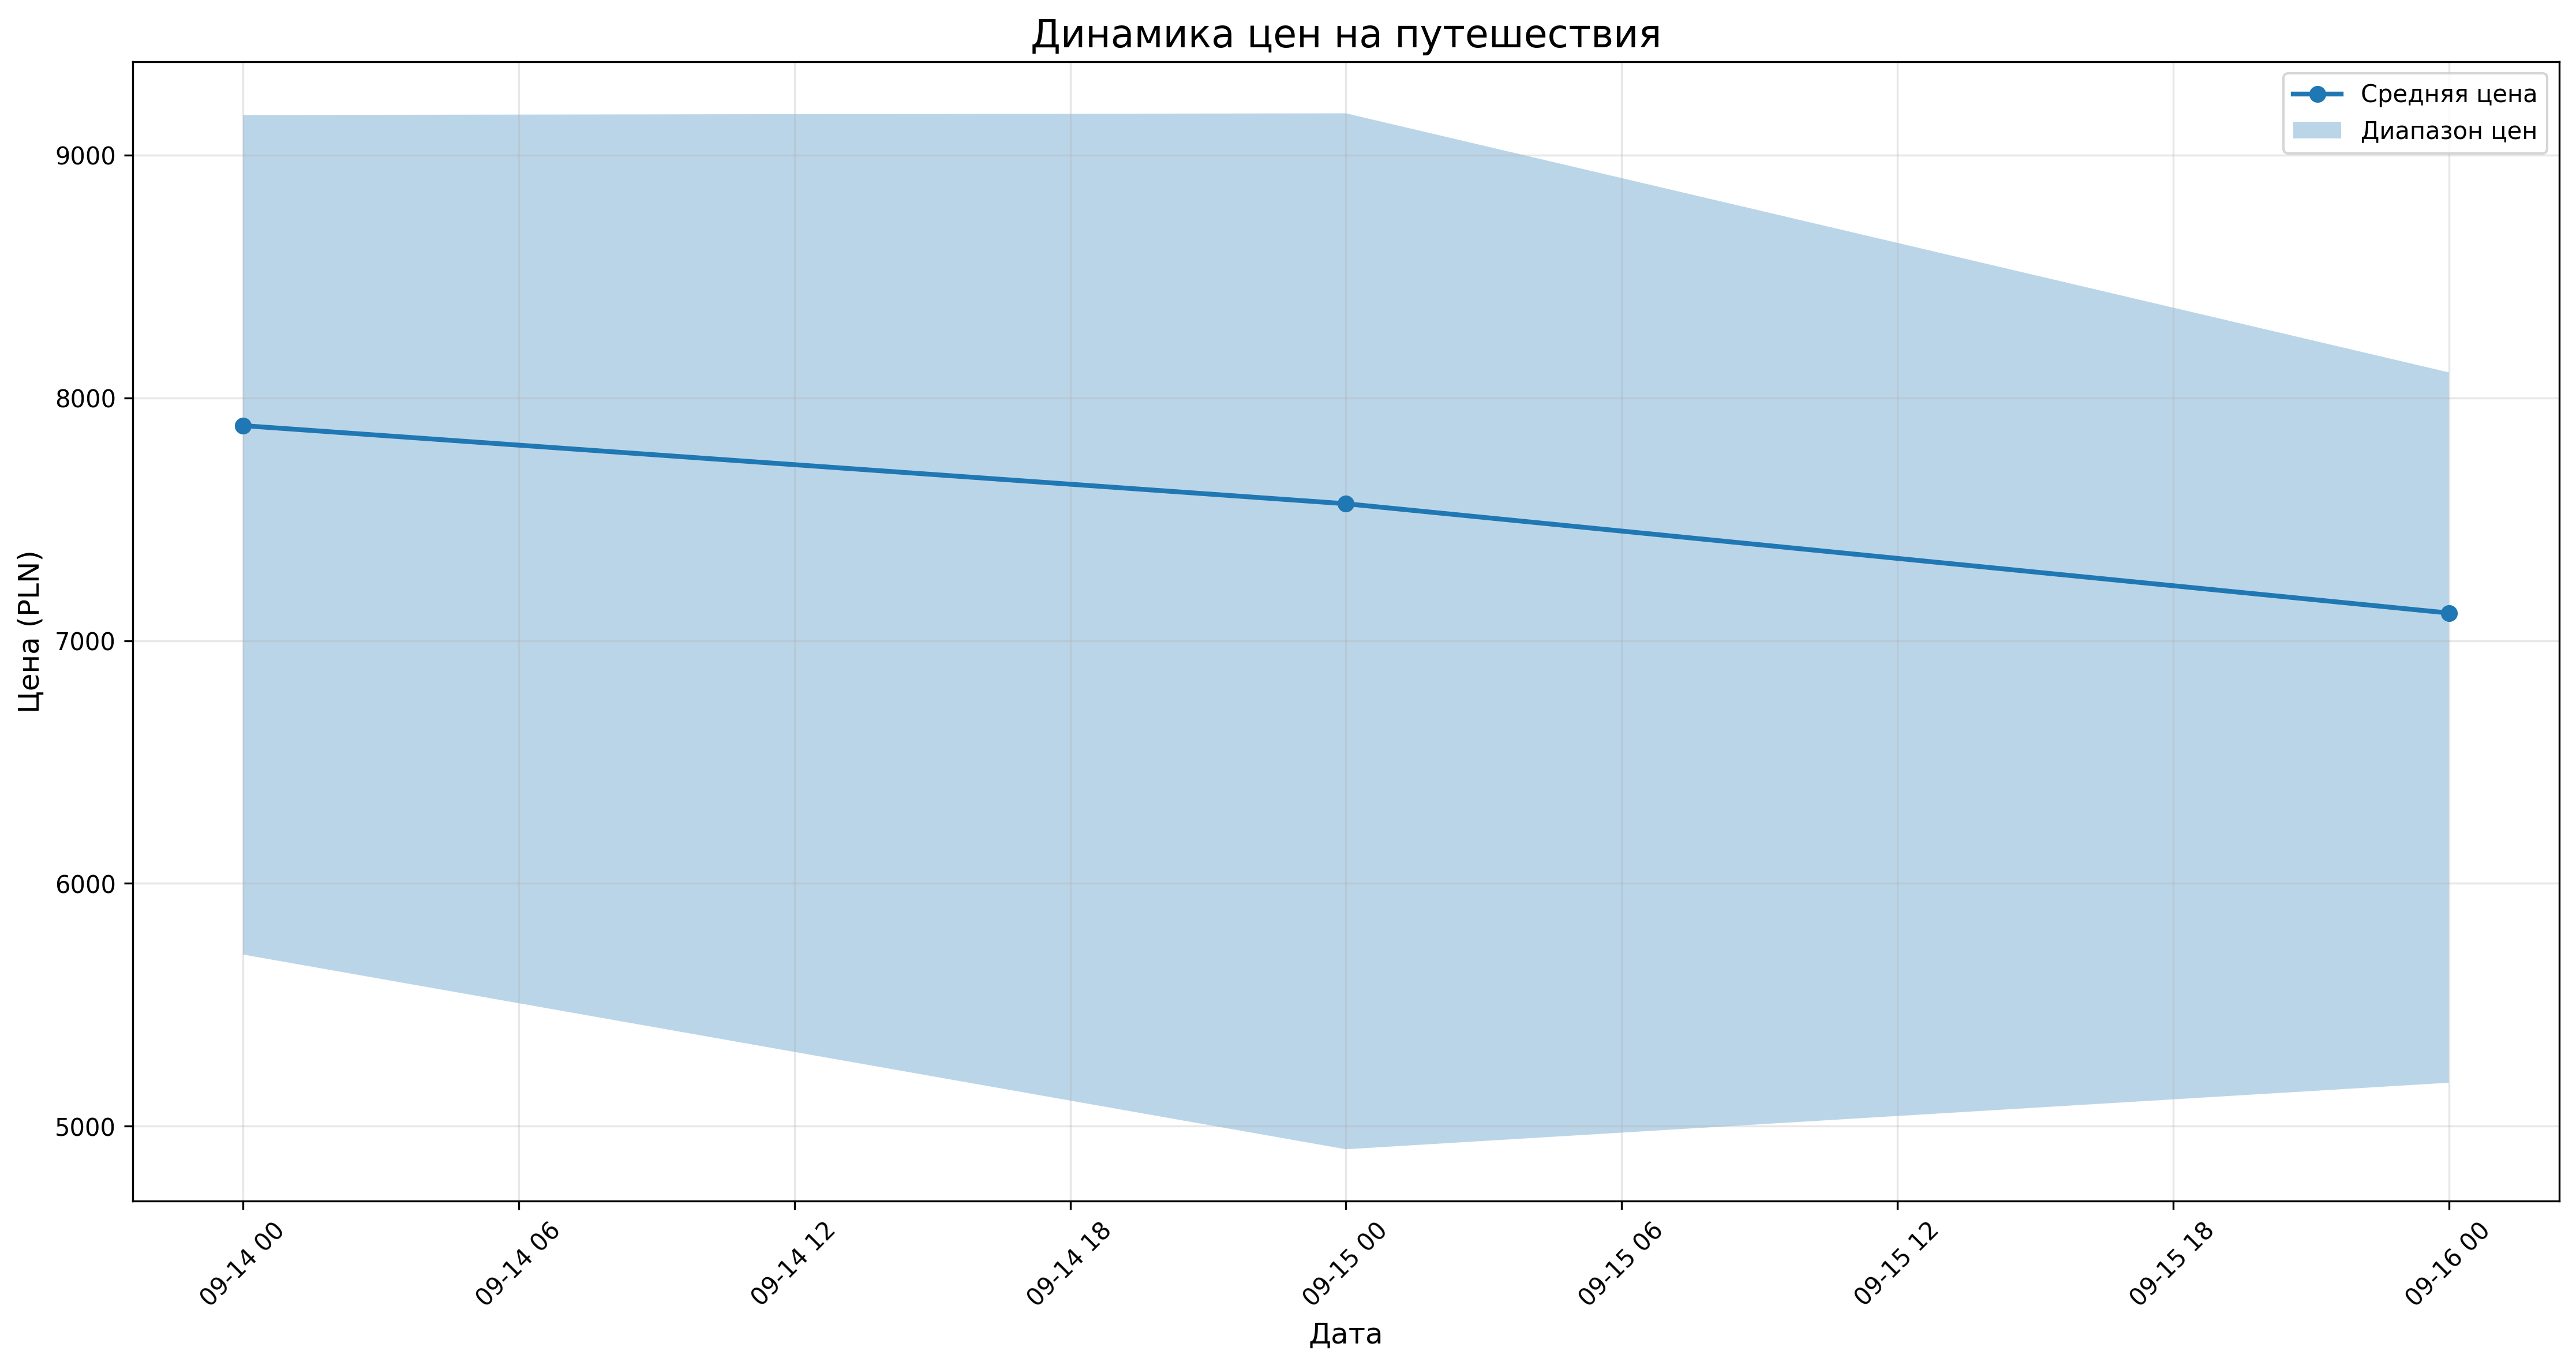 Динамика цен на путешествия
Средняя цена
Диапазон цен
Цена (PLN)
9000
8000
7000
6000
5000
09-14 00
09-14 06
09-14 12
09-14 18
09-15 00
09-15 06
09-15 12
09-15 18
09-16 00
Дата